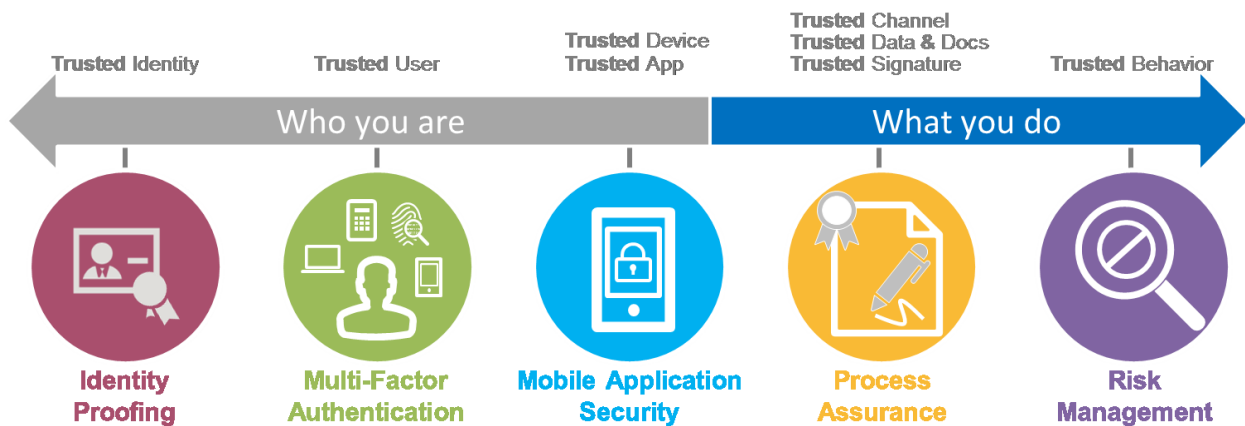 Trusted Identity
Trusted User
Trusted Device
Trusted App
Trusted Channel
Trusted Data & Docs
Trusted Signature
Trusted Behavior
Who you are
What you do
Identity
Proofing
Multi-Factor
Authentication
Mobile Application
Security
Process
Assurance
Risk
Management